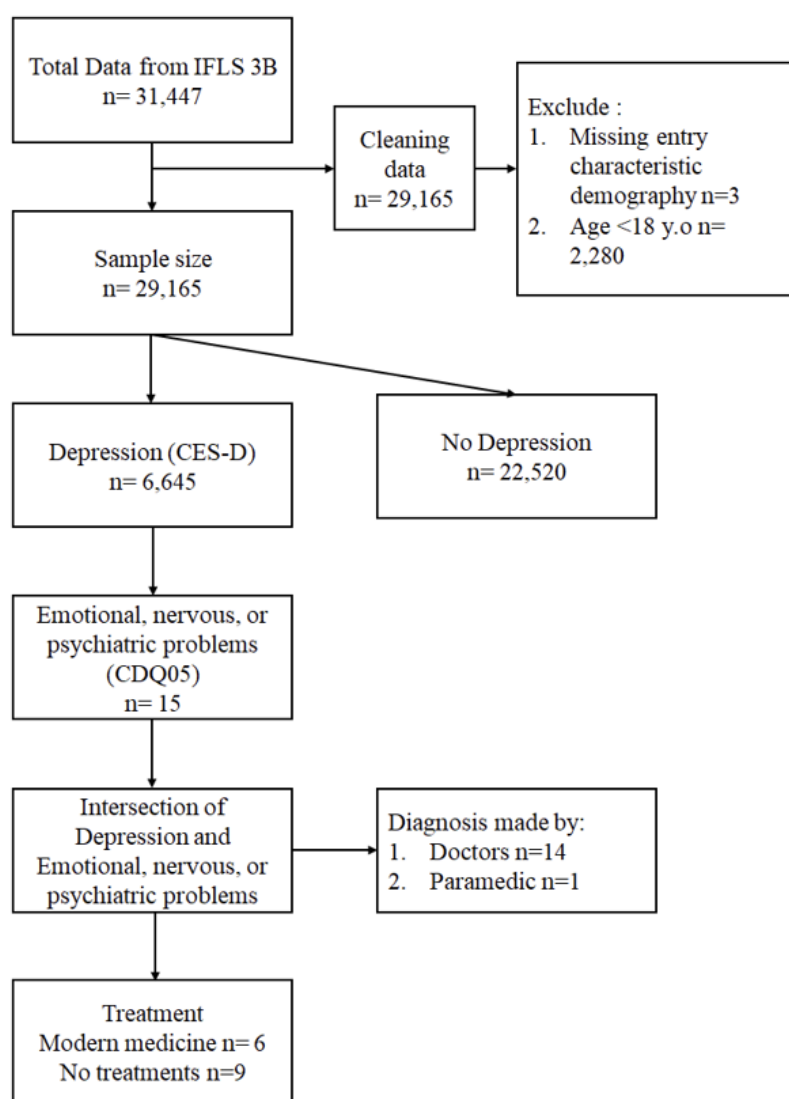 Total Data from IFLS 3B
n= 31,447
Cleaning
data
n= 29,165
Exclude :
1. Missing entry
characteristic
demography n=3
2. Age <18 y.o n=
2,280
Sample size
n= 29,165
Depression (CES-D)
n= 6,645
No Depression
n= 22,520
Emotional, nervous, or
psychiatric problems
(CDQ05)
n= 15
Intersection of
Depression and
Emotional, nervous, or
psychiatric problems
Diagnosis made by:
1. Doctors n=14
2. Paramedic n=1
Treatment
Modern medicine n= 6
No treatments n=9